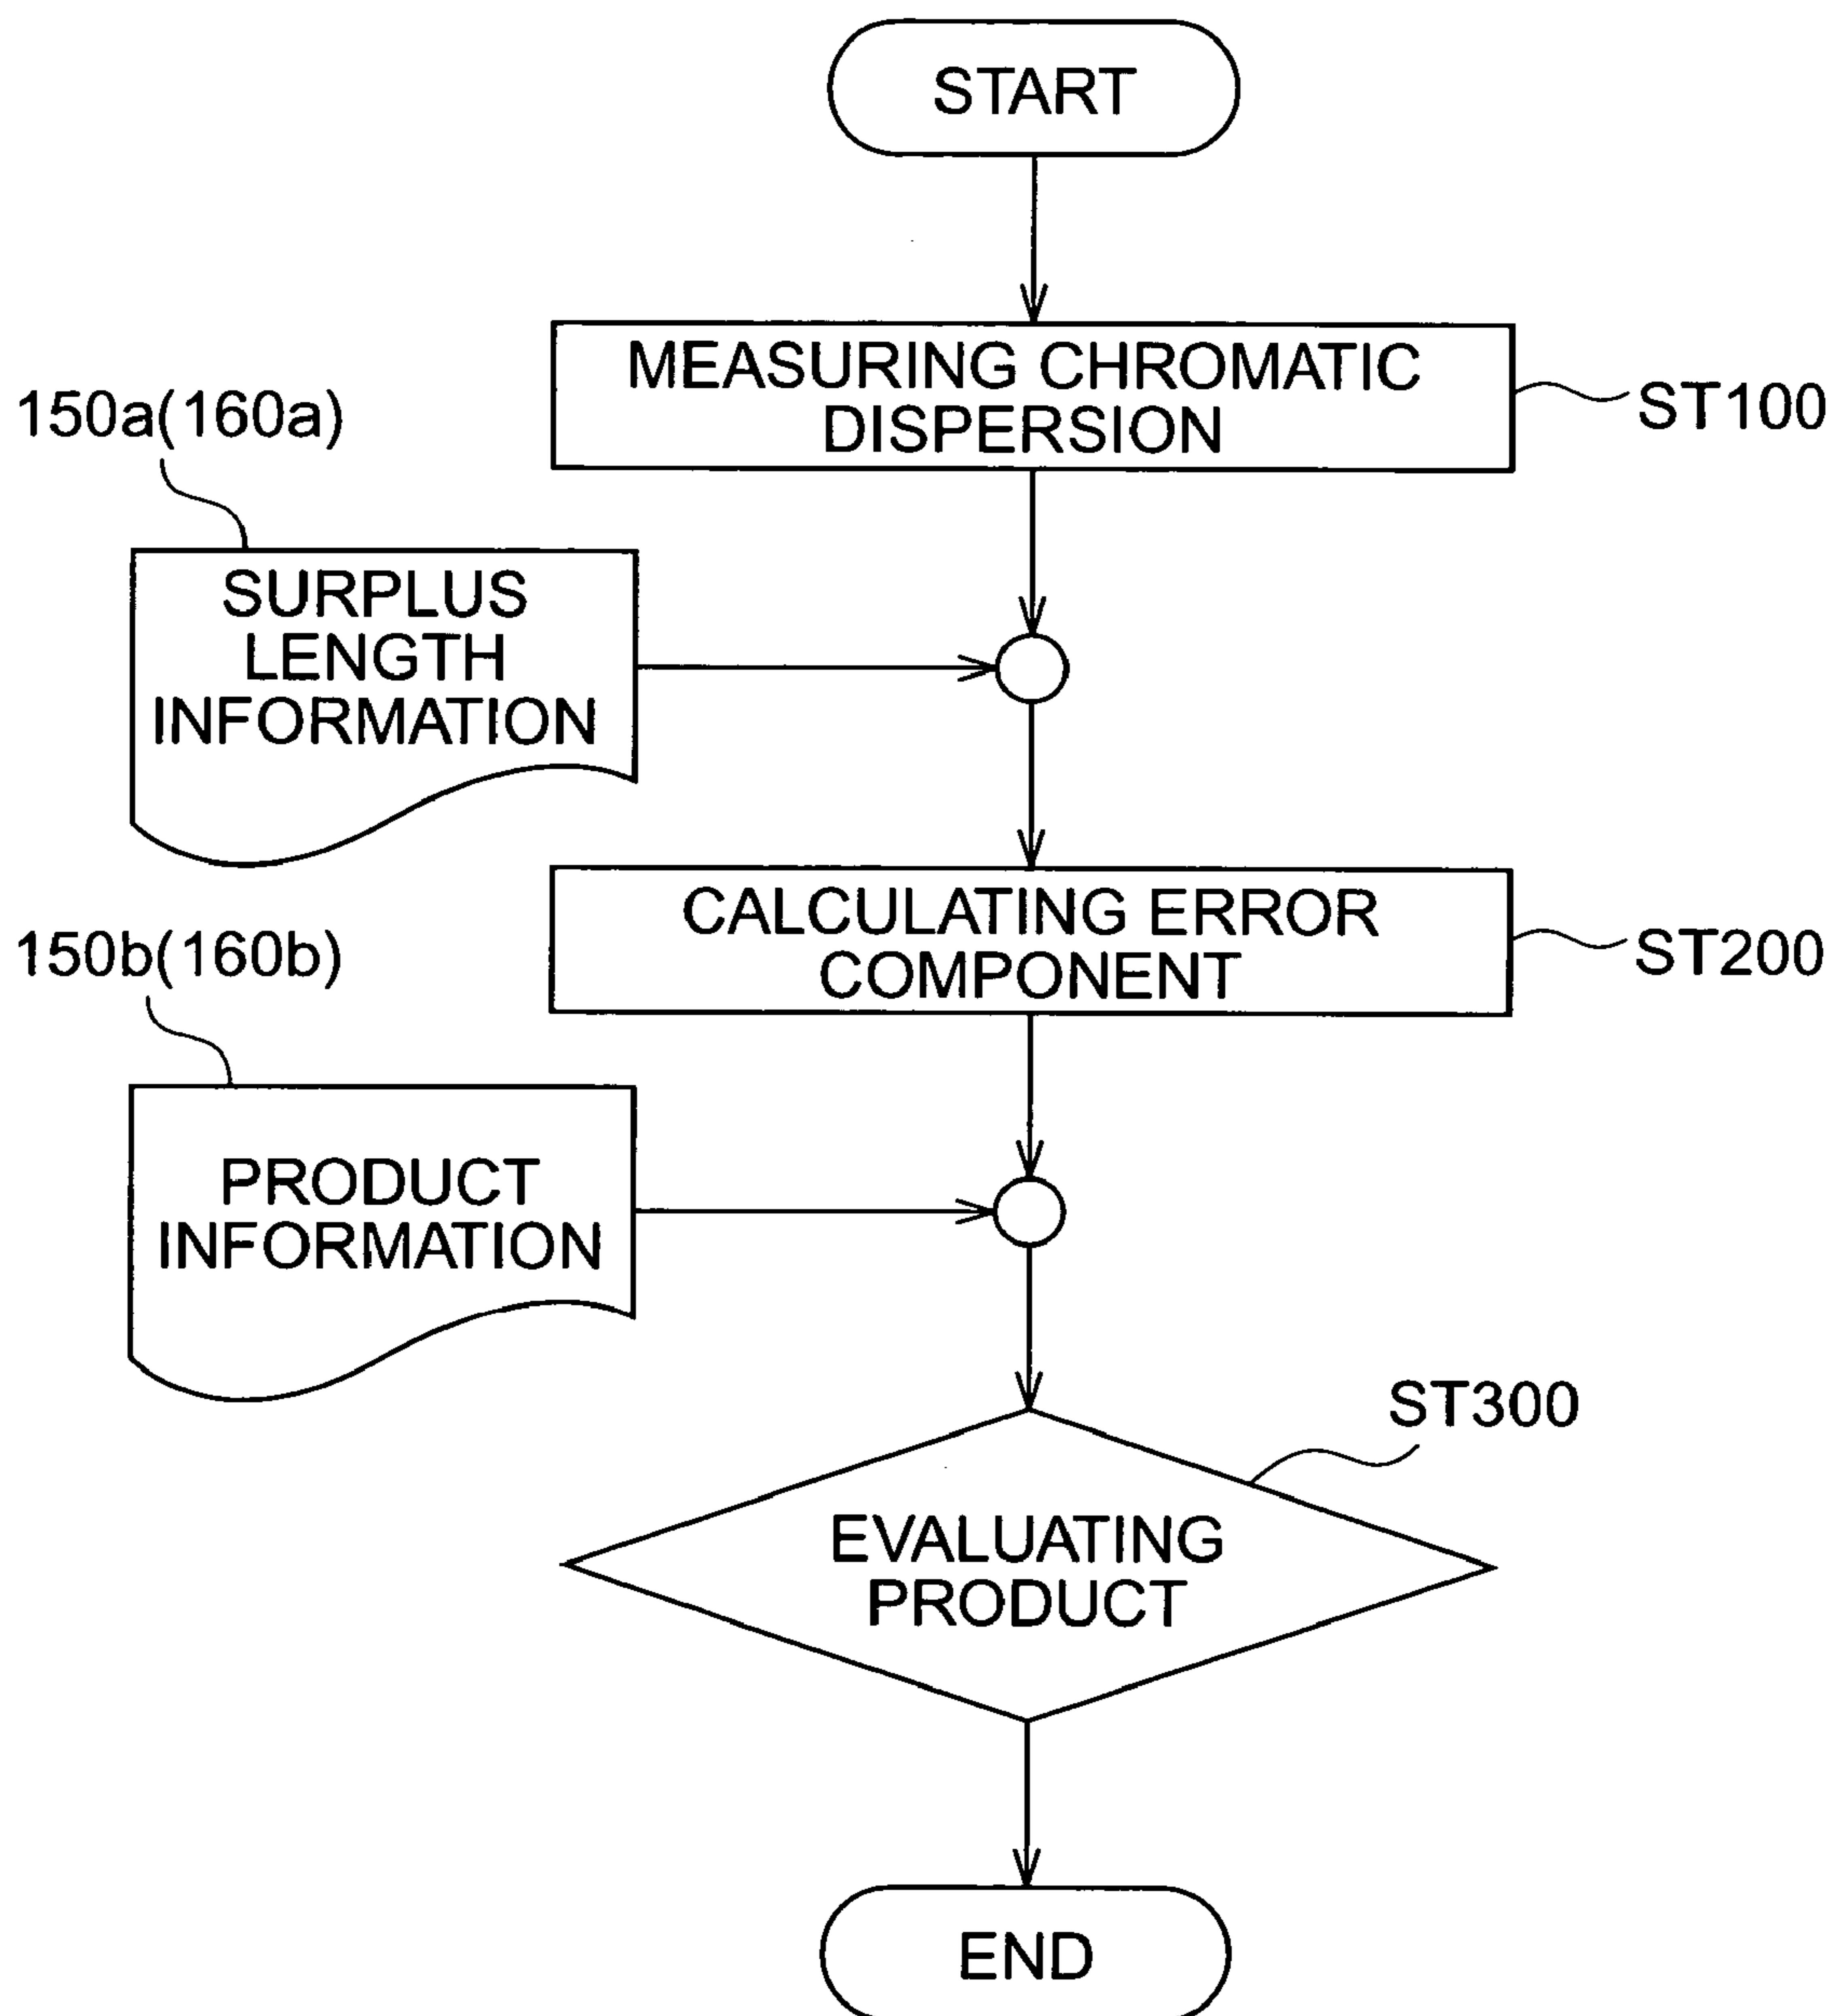 START
MEASURING CHROMATIC
DISPERSION
ST100
150a(160a)
SURPLUS
LENGTH
INFORMATION
CALCULATING ERROR
COMPONENT
ST200
150b(160b)
PRODUCT
INFORMATION
ST300
EVALUATING
PRODUCT
END